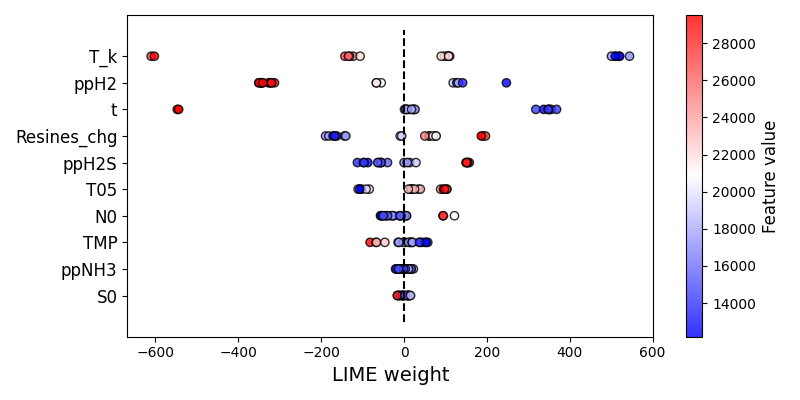 T_k
ppH2
t
Resines_chg
ppH2S
T05
N0
TMP
ppNH3
S0
−600 −400 −200 0 200 400 600
LIME weight
28000
26000
24000
22000
20000
18000
16000
14000
Feature value